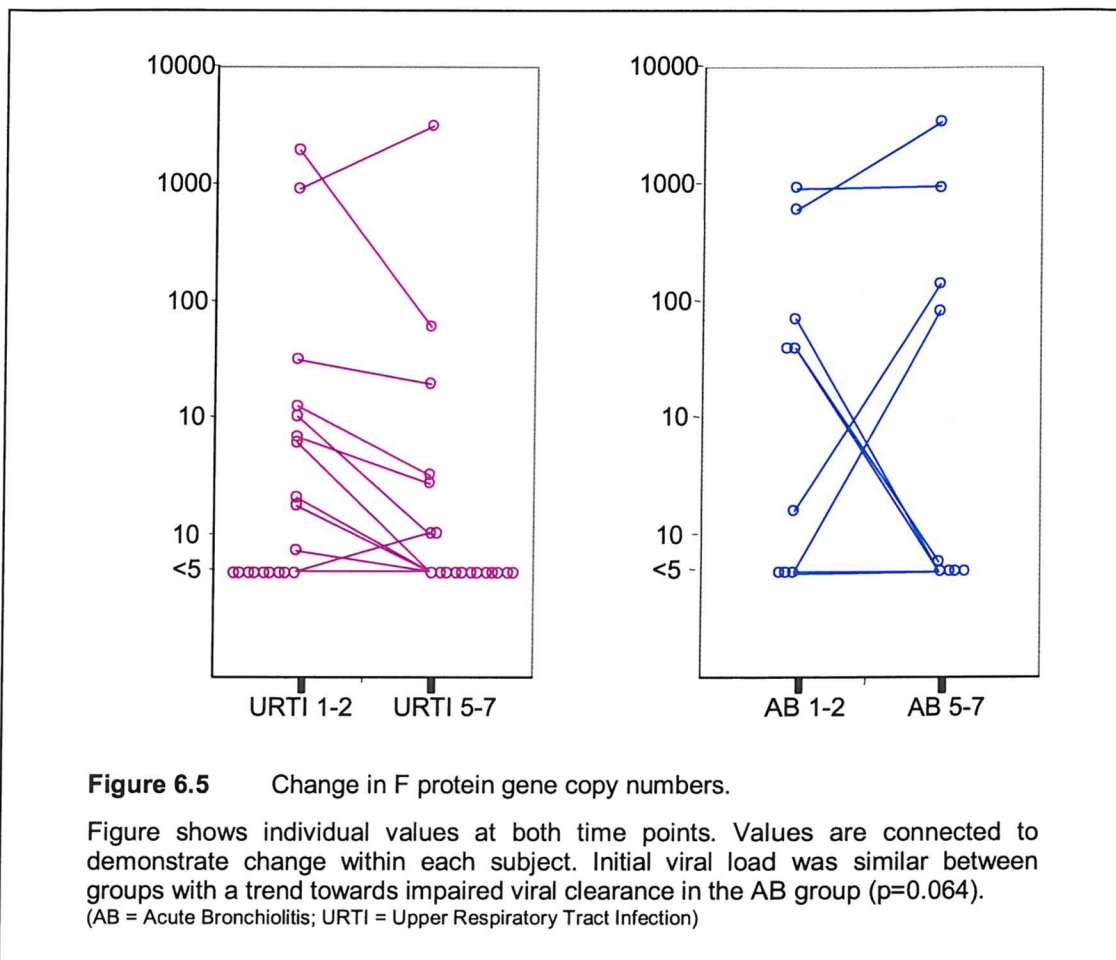 10000
1000
100
10
10
<5
URTI 1-2 URTI 5-7
10000
1000
100
10
10
<5
AB 1-2 AB 5-7
Figure 6.5 Change in F protein gene copy numbers.
Figure shows individual values at both time points. Values are connected to
demonstrate change within each subject. Initial viral load was similar between
groups with a trend towards impaired viral clearance in the AB group (p=0.064).
(AB = Acute Bronchiolitis; URTI = Upper Respiratory Tract Infection)